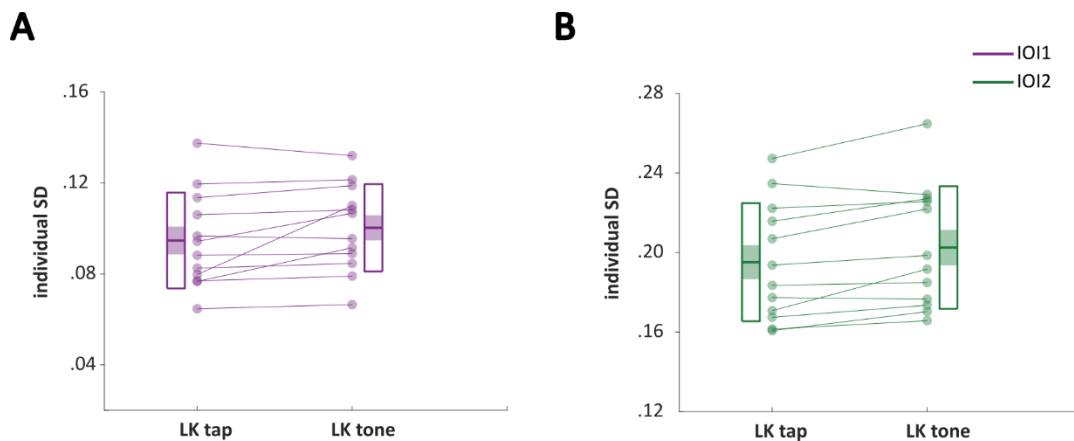 A
individual SD
.16
.12
.08
.04
LK tap
LK tone
B
IOI1
IOI2
individual SD
.28
.24
.20
.16
.12
LK tap
LK tone